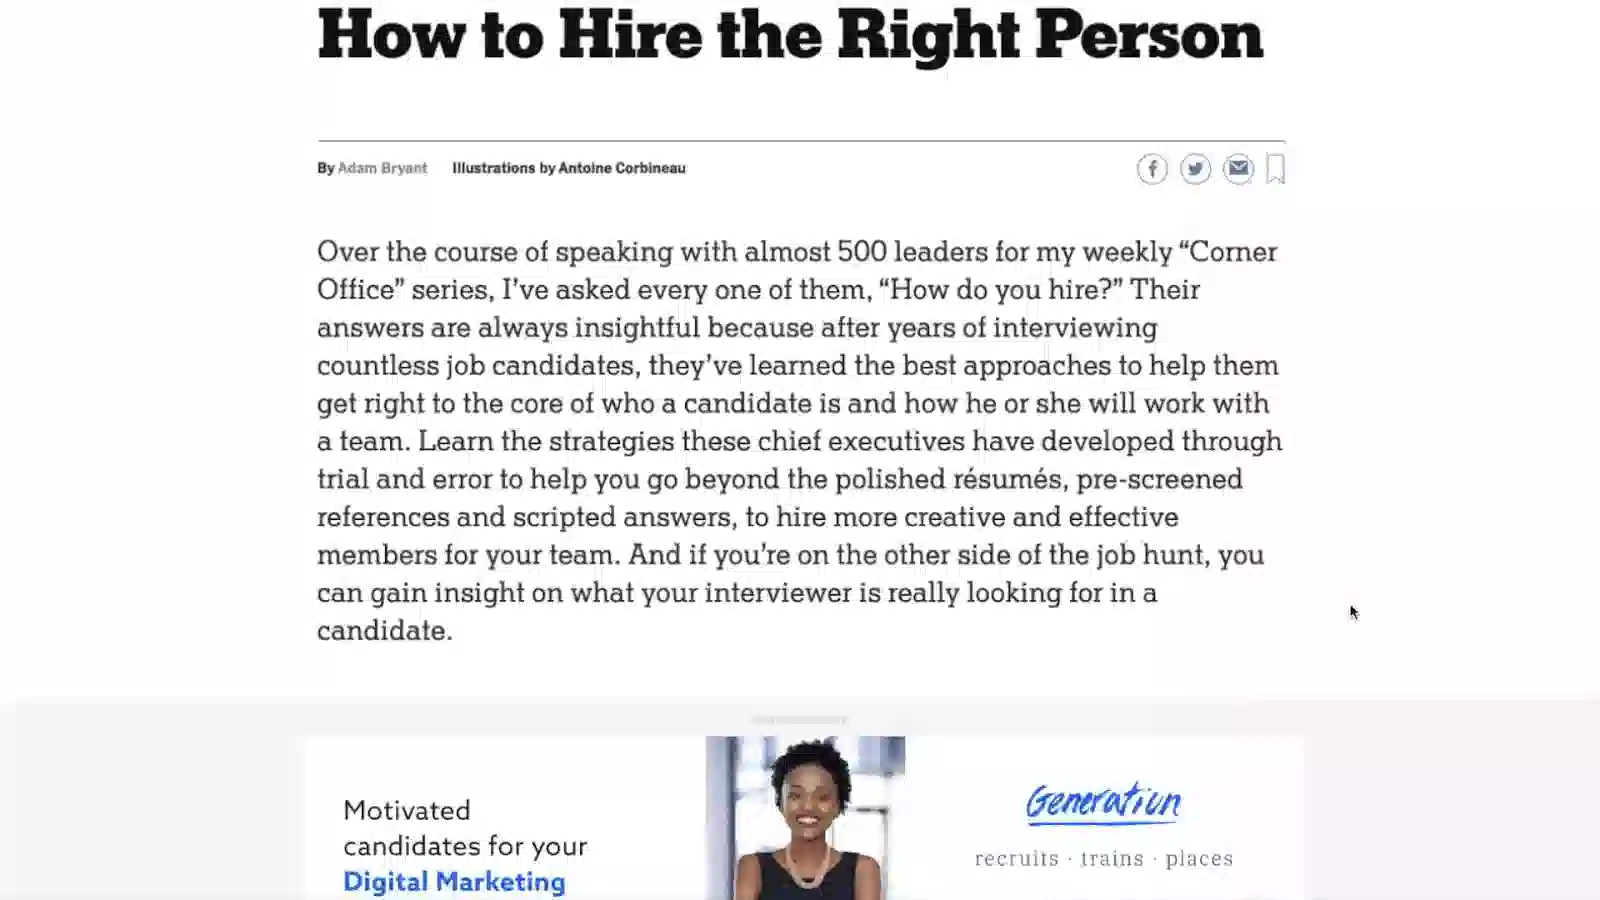 How to Hire the Right Person
By Adam Bryant Illustrations by Antoine Corbineau
Over the course of speaking with almost 500 leaders for my weekly “Corner
Office” series, I’ve asked every one of them, “How do you hire?” Their
answers are always insightful because after years of interviewing
countless job candidates, they’ve learned the best approaches to help them
get right to the core of who a candidate is and how he or she will work with
a team. Learn the strategies these chief executives have developed through
trial and error to help you go beyond the polished résumés, pre-screened
references and scripted answers, to hire more creative and effective
members for your team. And if you’re on the other side of the job hunt, you
can gain insight on what your interviewer is really looking for in a
candidate.
Motivated
candidates for your
Digital Marketing
Generation
recruits · trains · places